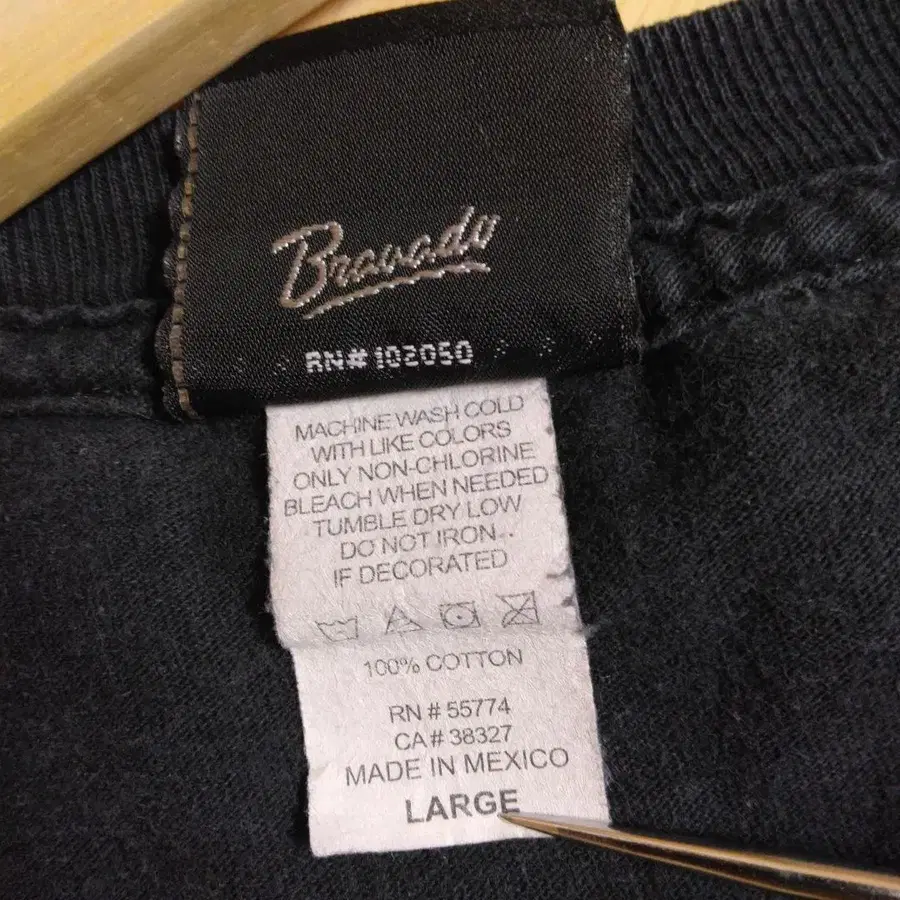 Bravado
RN# 102050
MACHINE WASH COLD
WITH LIKE COLORS
ONLY NON-CHLORINE
BLEACH WHEN NEEDED
TUMBLE DRY LOW
DO NOT IRON
IF DECORATED
100% COTTON
RN # 55774
CA # 38327
MADE IN MEXICO
LARGE